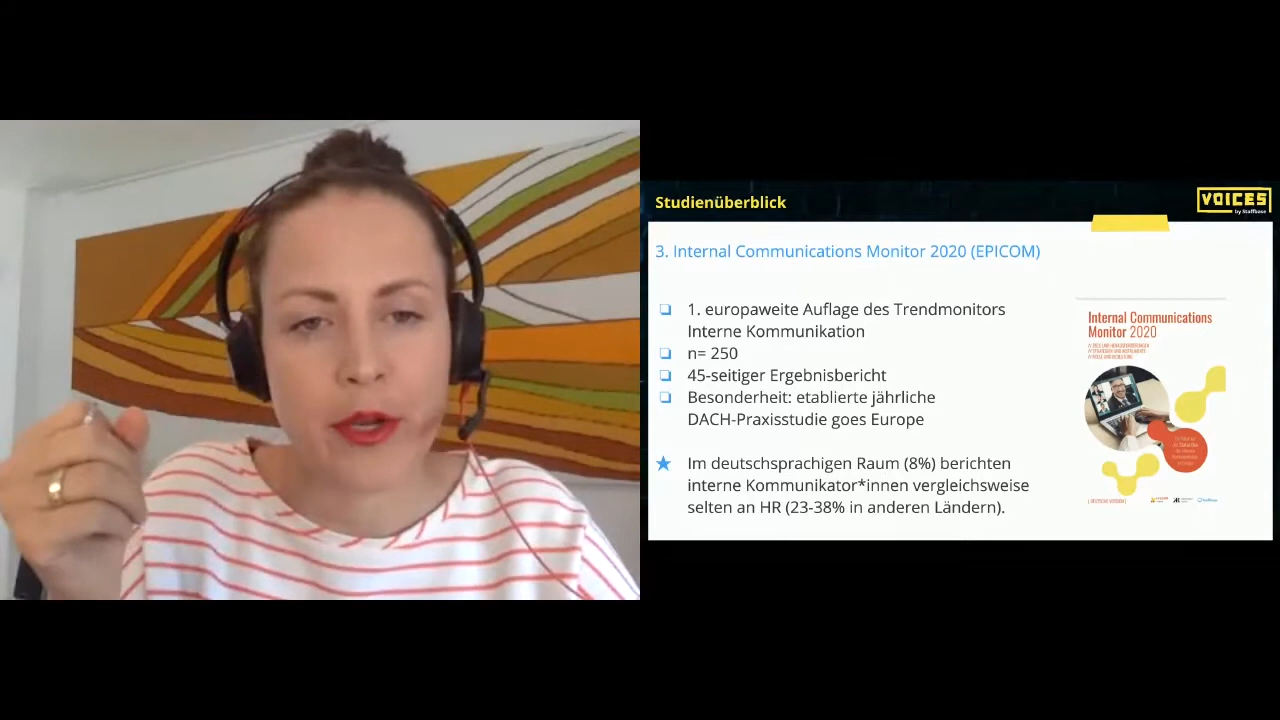 Studienüberblick
VOICES
by Staffbase
3. Internal Communications Monitor 2020 (EPICOM)
1. europaweite Auflage des Trendmonitors
Interne Kommunikation
n= 250
45-seitiger Ergebnisbericht
Besonderheit: etablierte jährliche
DACH-Praxisstudie goes Europe
Im deutschsprachigen Raum (8%) berichten
interne Kommunikator*innen vergleichsweise
selten an HR (23-38% in anderen Ländern).
Internal Communications
Monitor 2020